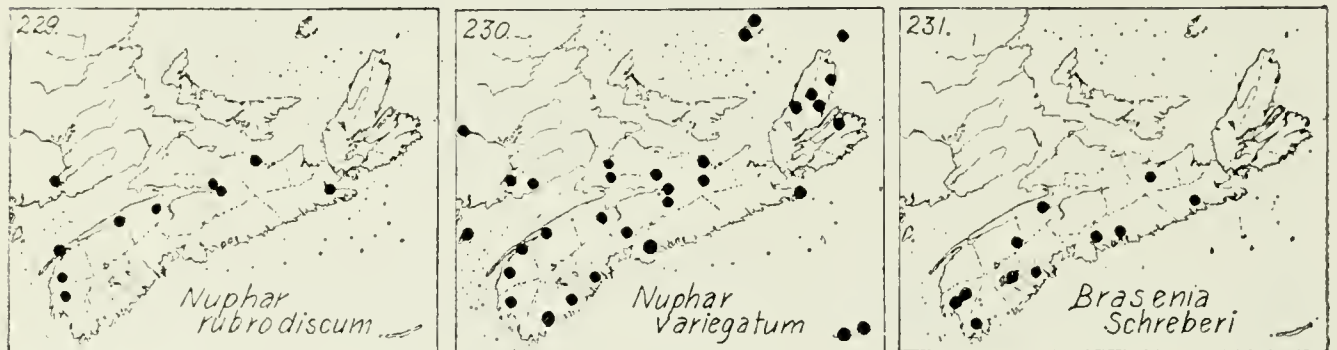 229.
Nuphar
rubrodiscum
230.
Nuphar
variegatum
231.
Brasenia
Schreberi